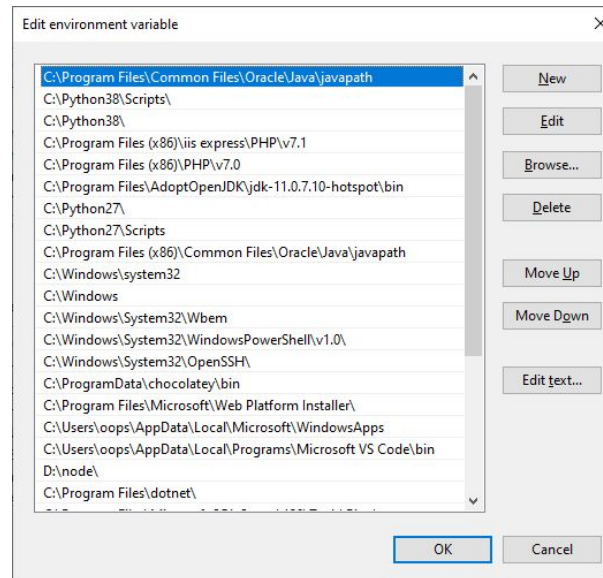 Edit environment variable
C:\Program Files\Common Files\Oracle\Java\javapath
C:\Python38\Scripts\
C:\Python38\
C:\Program Files (x86)\iis express\PHP\v7.1
C:\Program Files (x86)\PHP\v7.0
C:\Program Files\AdoptOpenJDK\jdk-11.0.7.10-hotspot\bin
C:\Python27\
C:\Python27\Scripts
C:\Program Files (x86)\Common Files\Oracle\Java\javapath
C:\Windows\system32
C:\Windows
C:\Windows\System32\Wbem
C:\Windows\System32\WindowsPowerShell\v1.0\
C:\Windows\System32\OpenSSH\
C:\ProgramData\chocolatey\bin
C:\Program Files\Microsoft\Web Platform Installer\
C:\Users\oops\AppData\Local\Microsoft\WindowsApps
C:\Users\oops\AppData\Local\Programs\Microsoft VS Code\bin
D:\node\
C:\Program Files\dotnet\
New
Edit
Browse...
Delete
Move Up
Move Down
Edit text...
OK
Cancel